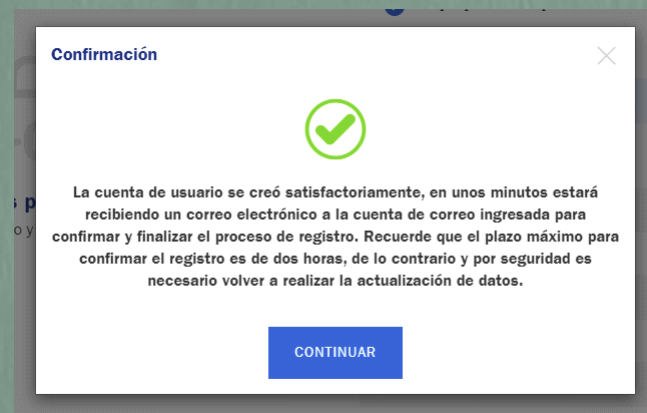 Confirmación
La cuenta de usuario se creó satisfactoriamente, en unos minutos estará
recibiendo un correo electrónico a la cuenta de correo ingresada para
confirmar y finalizar el proceso de registro. Recuerde que el plazo máximo para
confirmar el registro es de dos horas, de lo contrario y por seguridad es
necesario volver a realizar la actualización de datos.
CONTINUAR